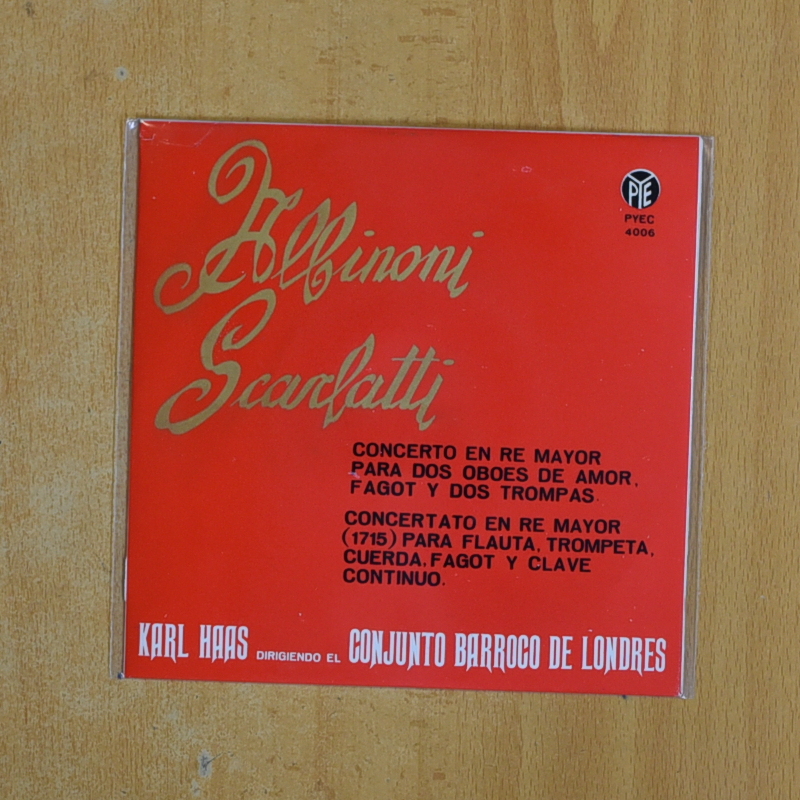 Albinoni
Scarlatti
PYE
PYEC
4006
CONCERTO EN RE MAYOR
PARA DOS OBOES DE AMOR,
FAGOT Y DOS TROMPAS.
CONCERTATO EN RE MAYOR
(1715) PARA FLAUTA, TROMPETA,
CUERDA, FAGOT Y CLAVE
CONTINUO.
KARL HAAS DIRIGIENDO EL CONJUNTO BARROCO DE LONDRES